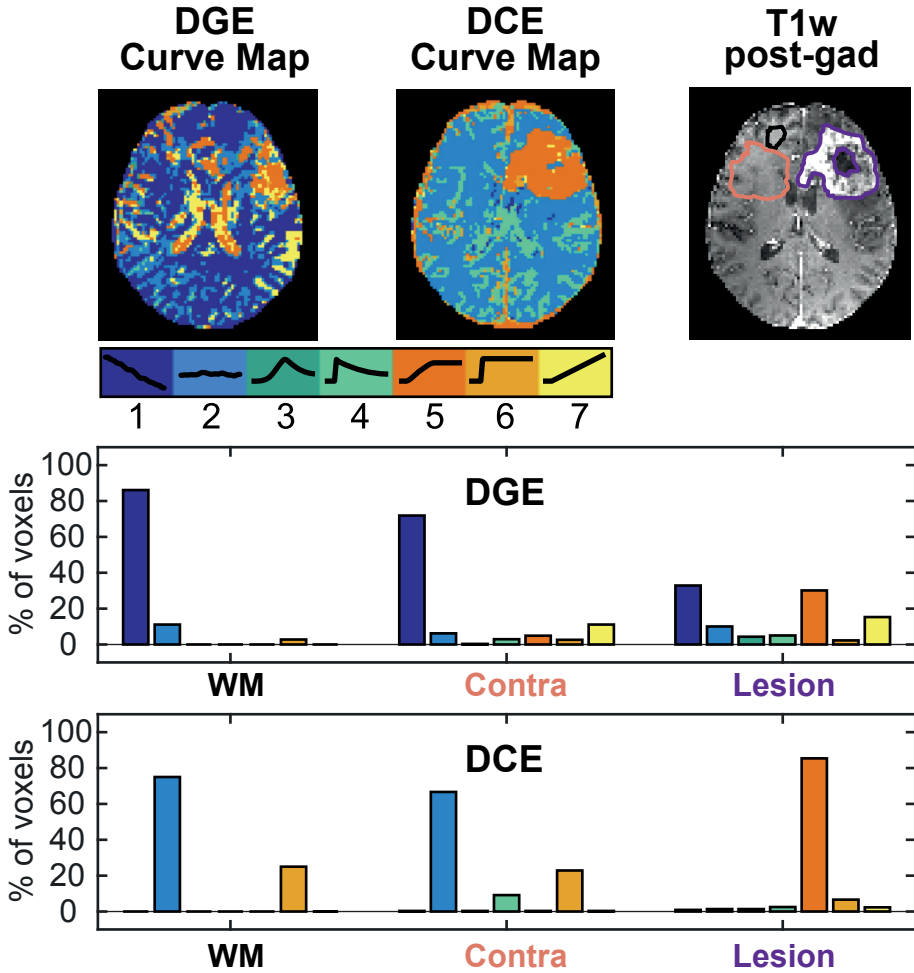 DGE
Curve Map
DCE
Curve Map
T1w
post-gad
1 2 3 4 5 6 7
% of voxels
100
80
60
40
20
0
DGE
WM Contra Lesion
% of voxels
100
80
60
40
20
0
DCE
WM Contra Lesion